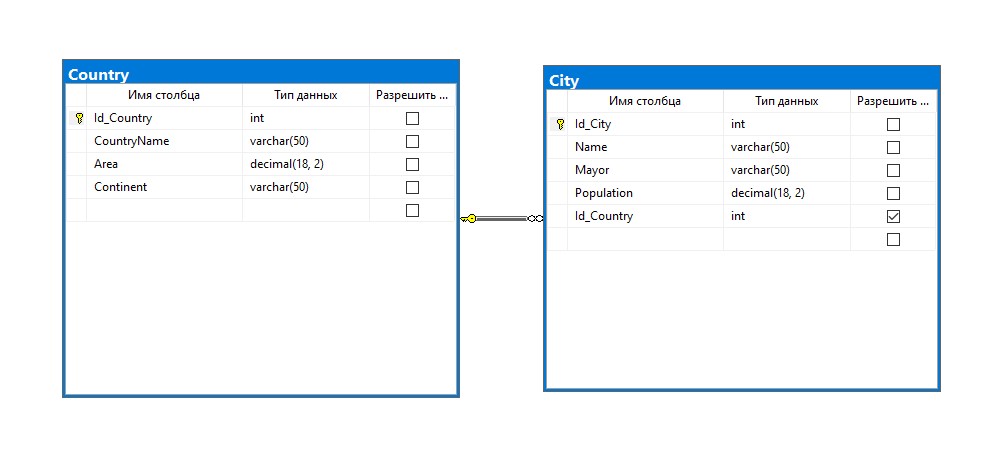 Country
Имя столбца Тип данных Разрешить ...
Id_Country int
CountryName varchar(50)
Area decimal(18, 2)
Continent varchar(50)
City
Имя столбца Тип данных Разрешить ...
Id_City int
Name varchar(50)
Mayor varchar(50)
Population decimal(18, 2)
Id_Country int